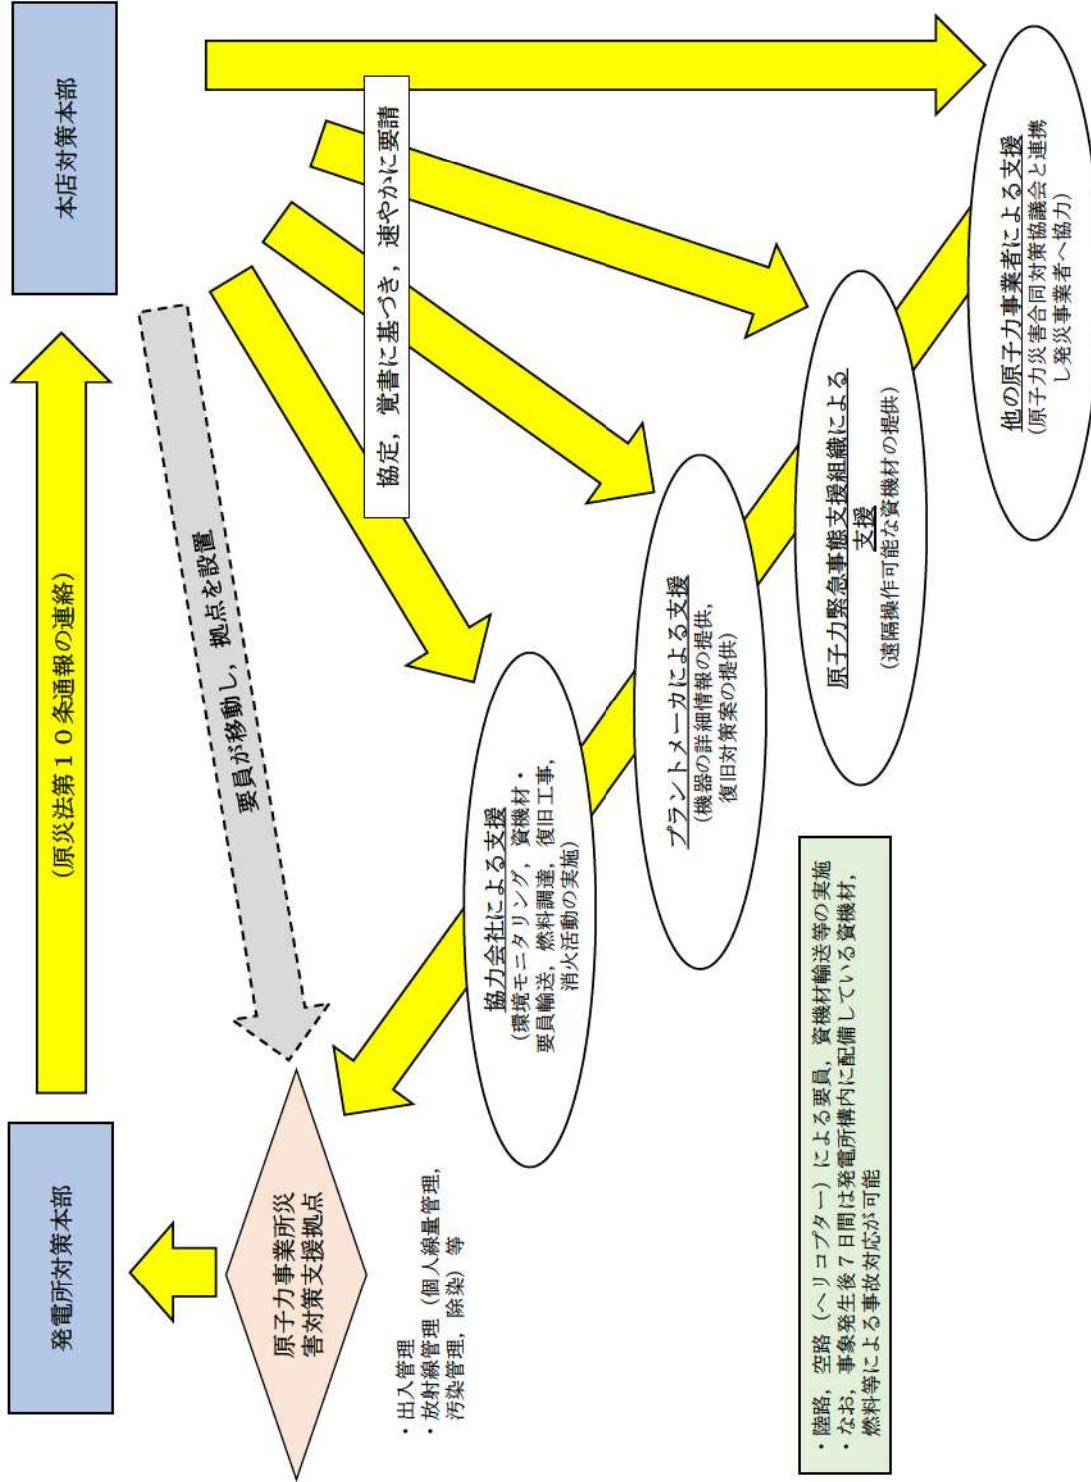 発電所対策本部
(原災法第10条通報の連絡)
本店対策本部
要員が移動し，拠点を設置
原子力事業所災
害対策支援拠点
・出入管理
・放射線管理（個人線量管理，
汚染管理，除染）等
協定，覚書に基づき，速やかに要請
協力会社による支援
(環境モニタリング，資機材・
要員輸送，燃料調達，復旧工事，
消火活動の実施)
プラントメーカによる支援
(機器の詳細情報の提供，
復旧対策案の提供)
原子力緊急事態支援組織による
支援
(遠隔操作可能な資機材の提供)
他の原子力事業者による支援
(原子力災害合同対策協議会と連携
し発災事業者へ協力)
・陸路，空路（ヘリコプター）による要員，資機材輸送等の実施
・なお，事象発生後7日間は発電所構内に配備している資機材，
燃料等による事故対応が可能